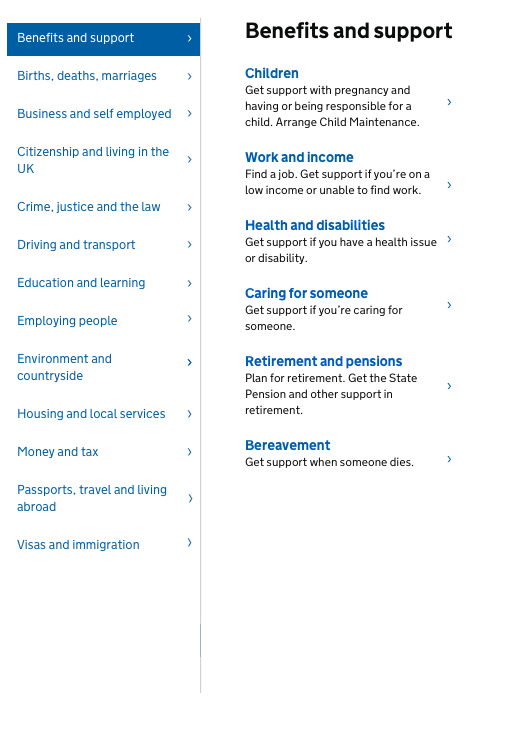 Benefits and support
Births, deaths, marriages
Business and self employed
Citizenship and living in the
UK
Crime, justice and the law
Driving and transport
Education and learning
Employing people
Environment and
countryside
Housing and local services
Money and tax
Passports, travel and living
abroad
Visas and immigration
Benefits and support
Children
Get support with pregnancy and
having or being responsible for a
child. Arrange Child Maintenance.
Work and income
Find a job. Get support if you’re on a
low income or unable to find work.
Health and disabilities
Get support if you have a health issue
or disability.
Caring for someone
Get support if you’re caring for
someone.
Retirement and pensions
Plan for retirement. Get the State
Pension and other support in
retirement.
Bereavement
Get support when someone dies.